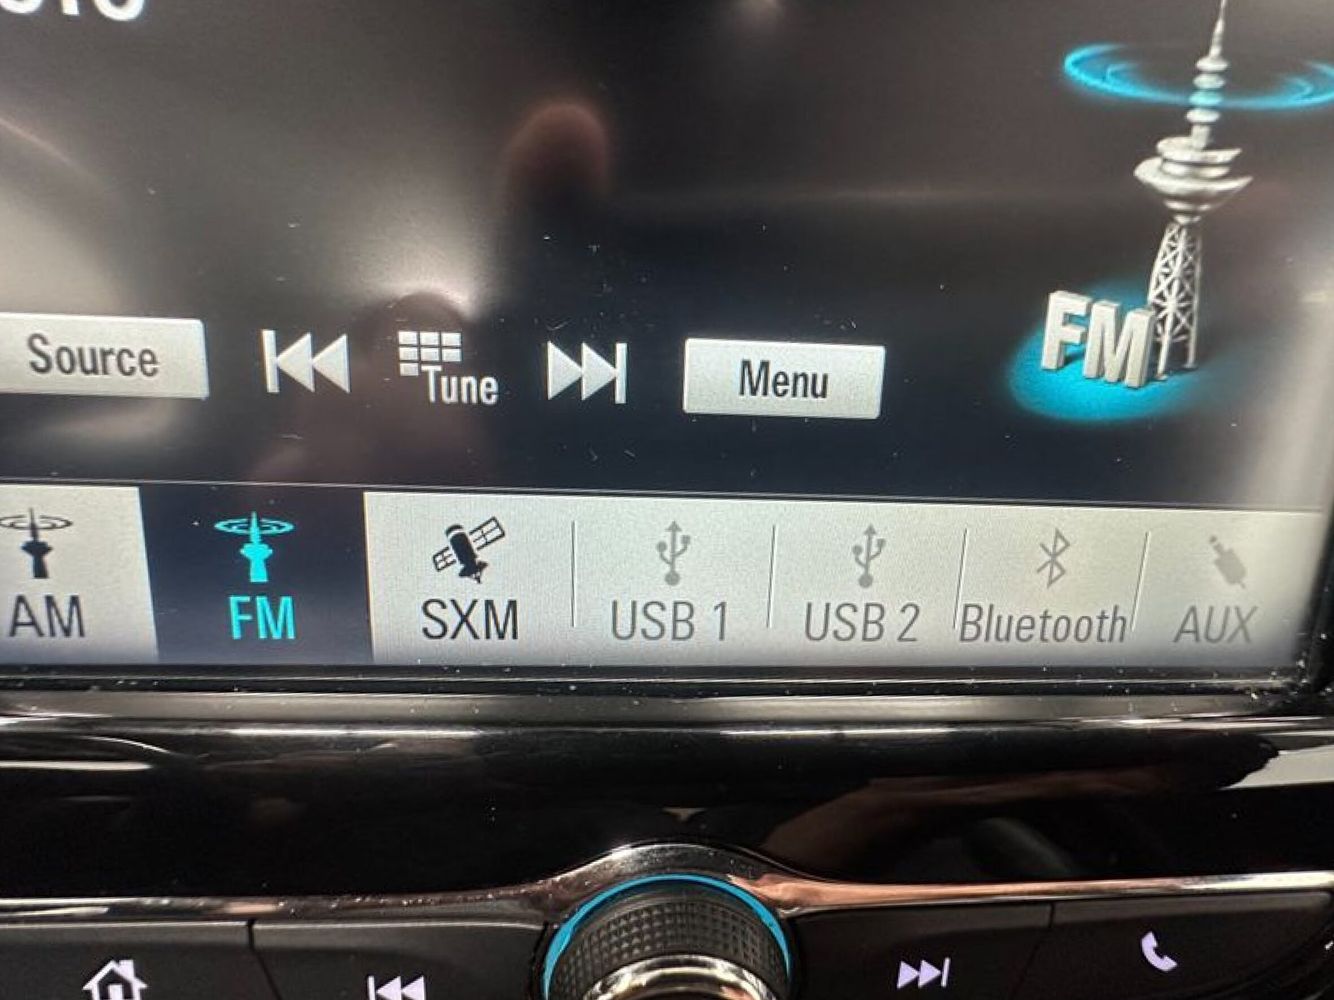 Source
Tune
Menu
FM
AM
FM
SXM
USB 1
USB 2
Bluetooth
AUX